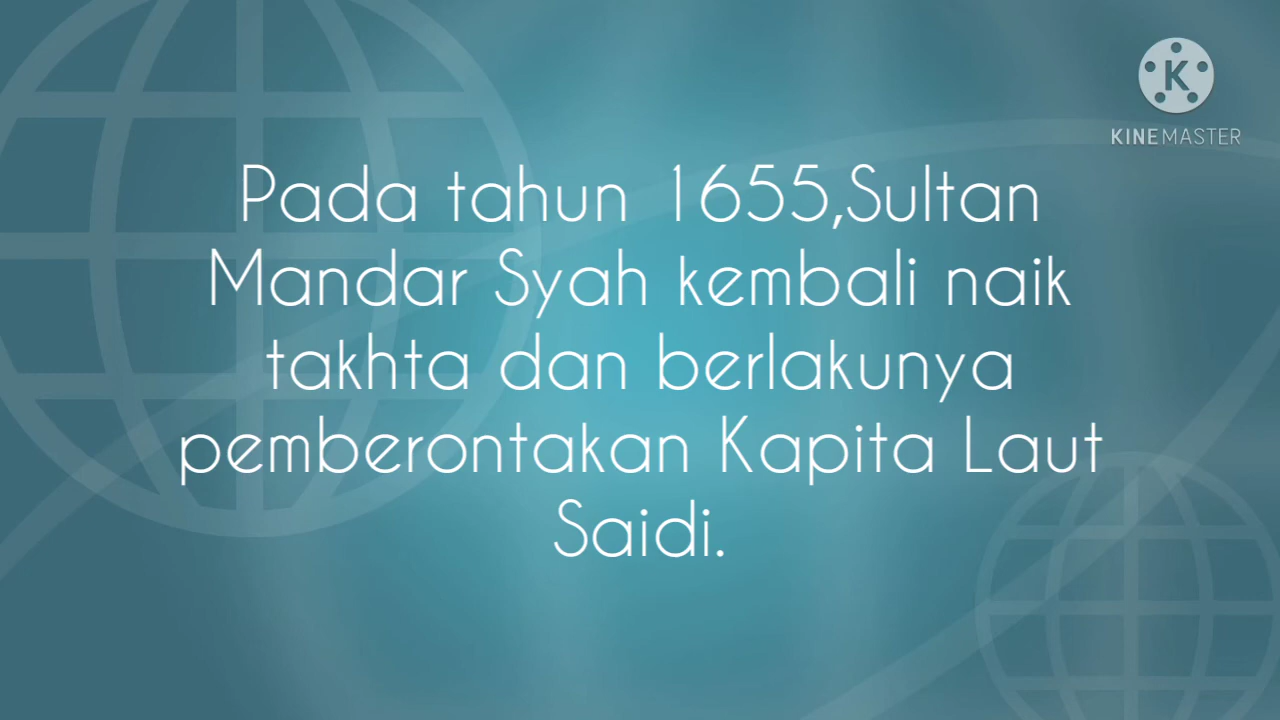 K
KINEMASTER
Pada tahun 1655,Sultan
Mandar Syah kembali naik
takhta dan berlakunya
pemberontakan Kapita Laut
Saidi.